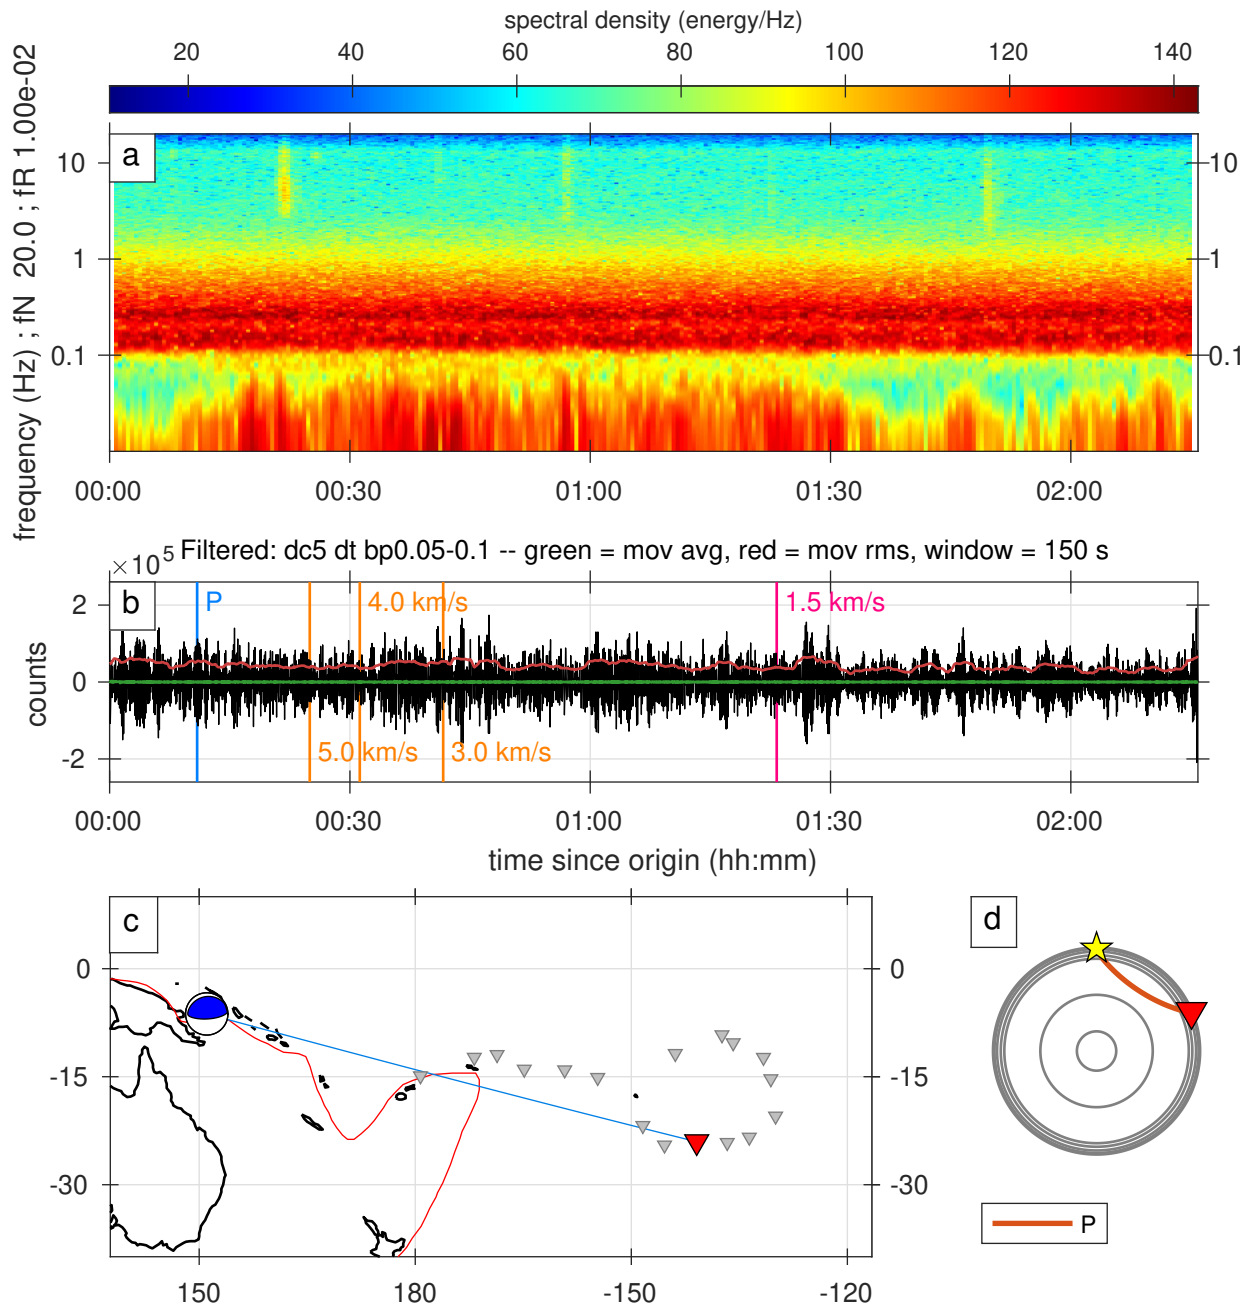 spectral density (energy/Hz)
20 40 60 80 100 120 140
frequency (Hz) ; fN 20.0 ; fR 1.00e-02
a
10 10
1 1
0.1 0.1
00:00 00:30 01:00 01:30 02:00
×10^5 Filtered: dc5 dt bp0.05-0.1 -- green = mov avg, red = mov rms, window = 150 s
b
P 4.0 km/s 1.5 km/s
counts
2
0
-2
5.0 km/s 3.0 km/s
00:00 00:30 01:00 01:30 02:00
time since origin (hh:mm)
c
d
0 0
-15 -15
-30 -30
150 180 -150 -120
P